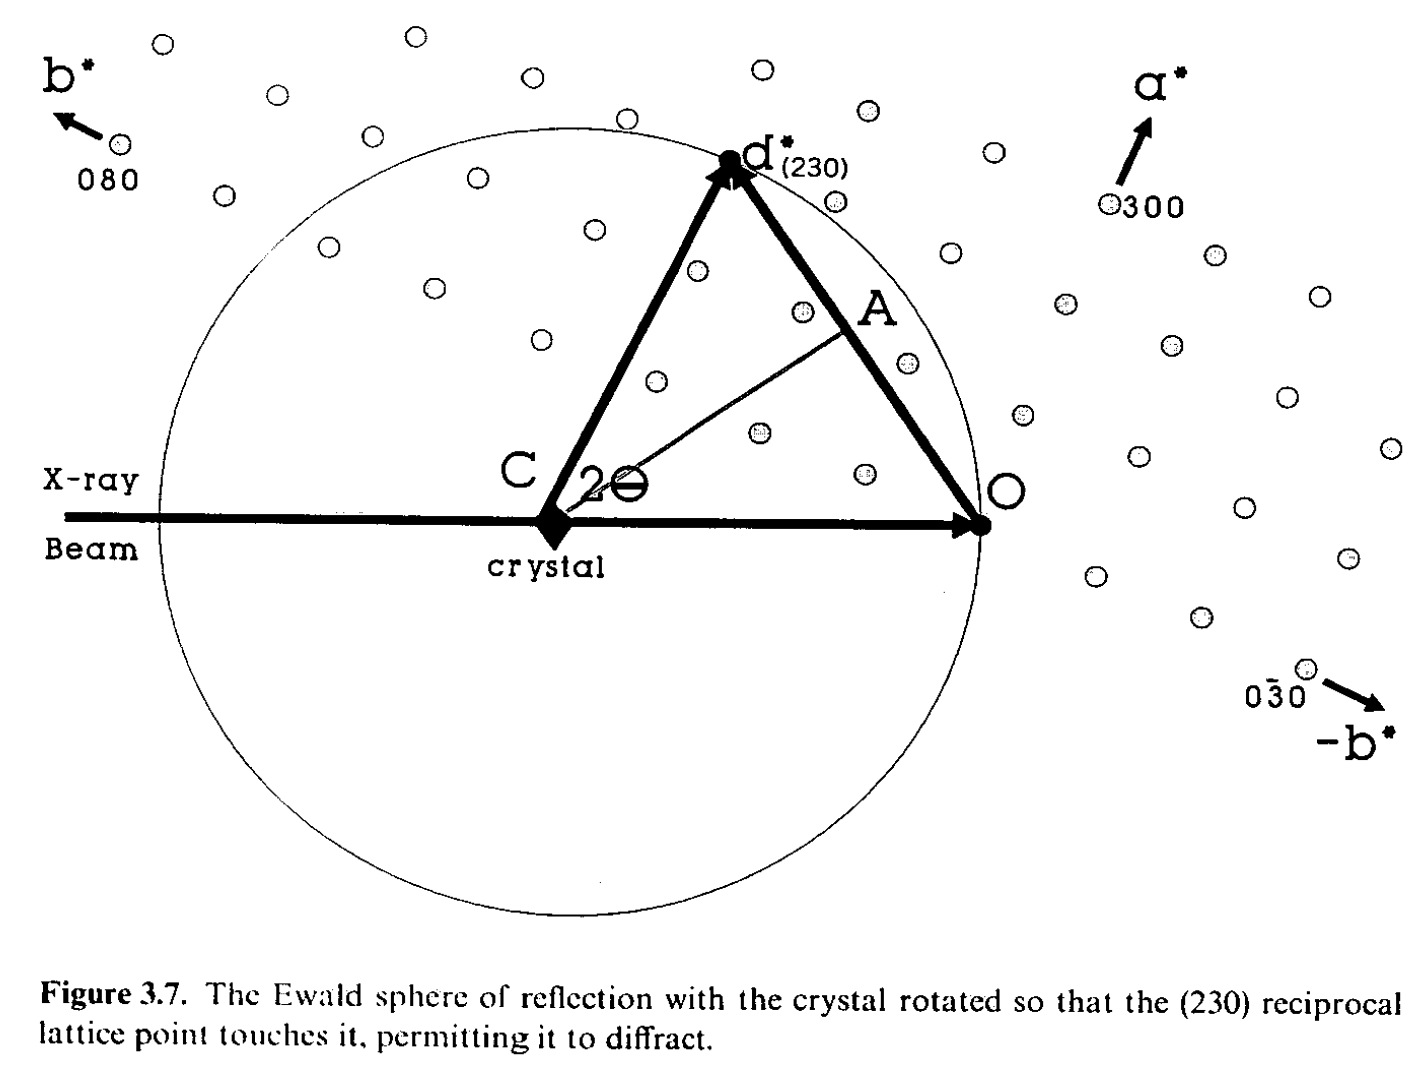 b*
080
d*(230)
a*
300
A
C
2Θ
O
X-ray
Beam
crystal
03̄0
-b*
Figure 3.7. The Ewald sphere of reflection with the crystal rotated so that the (230) reciprocal
lattice point touches it, permitting it to diffract.